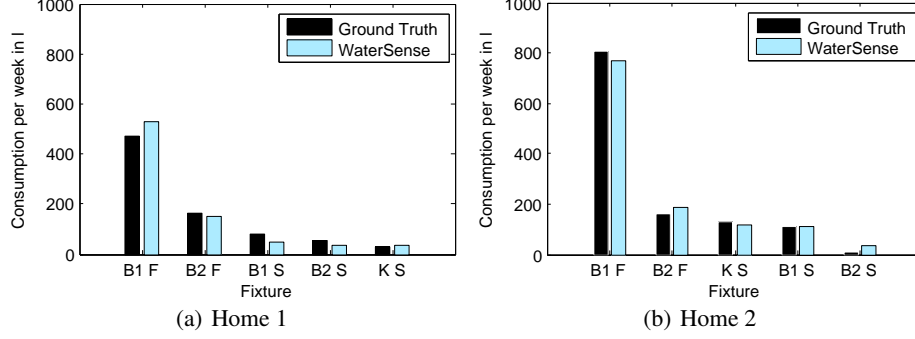 1000
800
600
400
200
0
Consumption per week in l
Ground Truth
WaterSense
B1 F B2 F B1 S B2 S K S
Fixture
(a) Home 1
1000
800
600
400
200
0
Consumption per week in l
Ground Truth
WaterSense
B1 F B2 F K S B1 S B2 S
Fixture
(b) Home 2